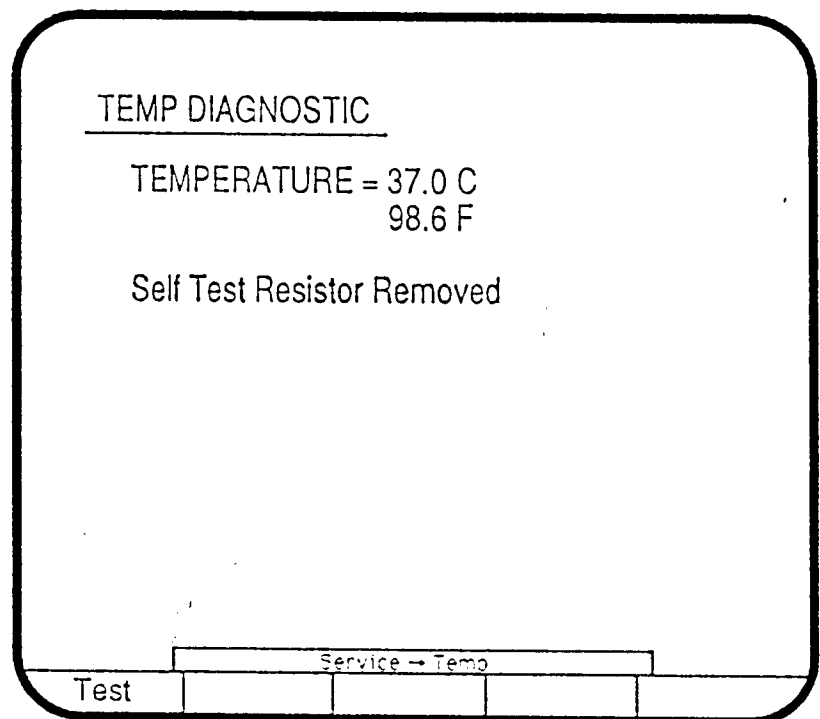 TEMP DIAGNOSTIC
TEMPERATURE = 37.0 C
98.6 F
Self Test Resistor Removed
Service → Temp
Test